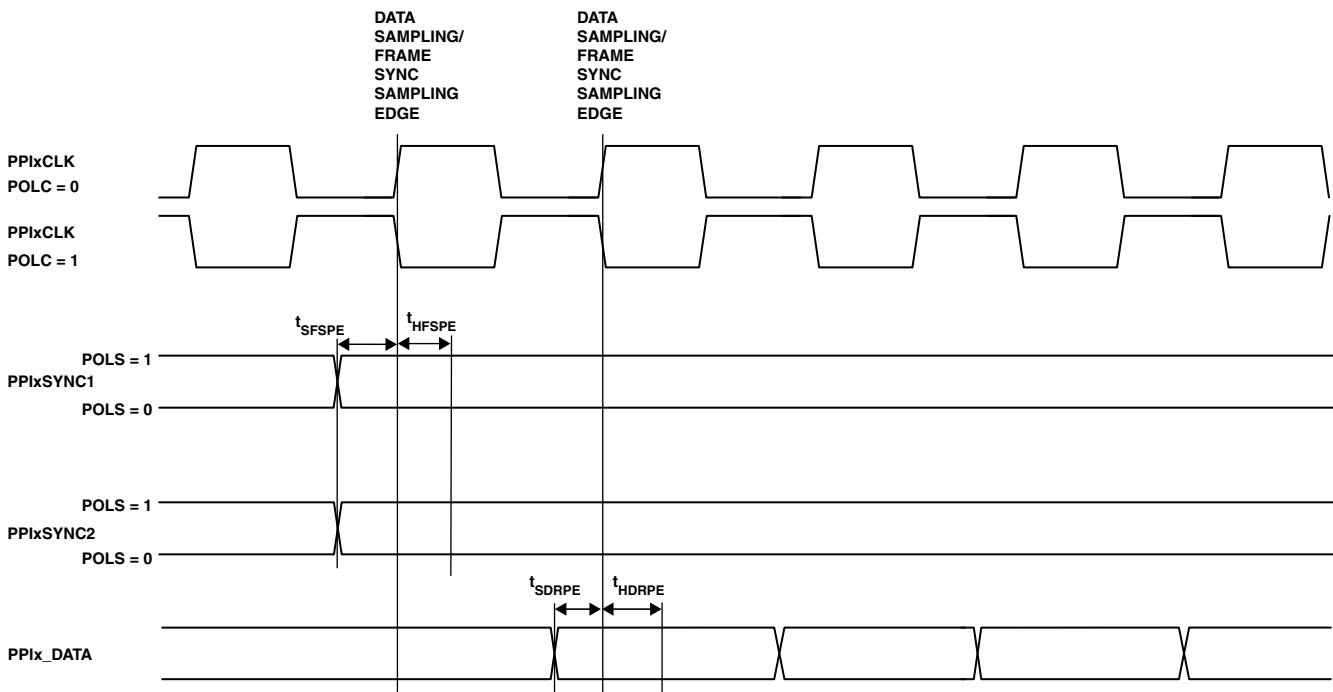 DATA
SAMPLING/
FRAME
SYNC
SAMPLING
EDGE
DATA
SAMPLING/
FRAME
SYNC
SAMPLING
EDGE
PPIxCLK
POLC = 0
PPIxCLK
POLC = 1
tSFSPE
tHFSPE
POLS = 1
PPIxSYNC1
POLS = 0
POLS = 1
PPIxSYNC2
POLS = 0
tSDRPE
tHDRPE
PPIx_DATA